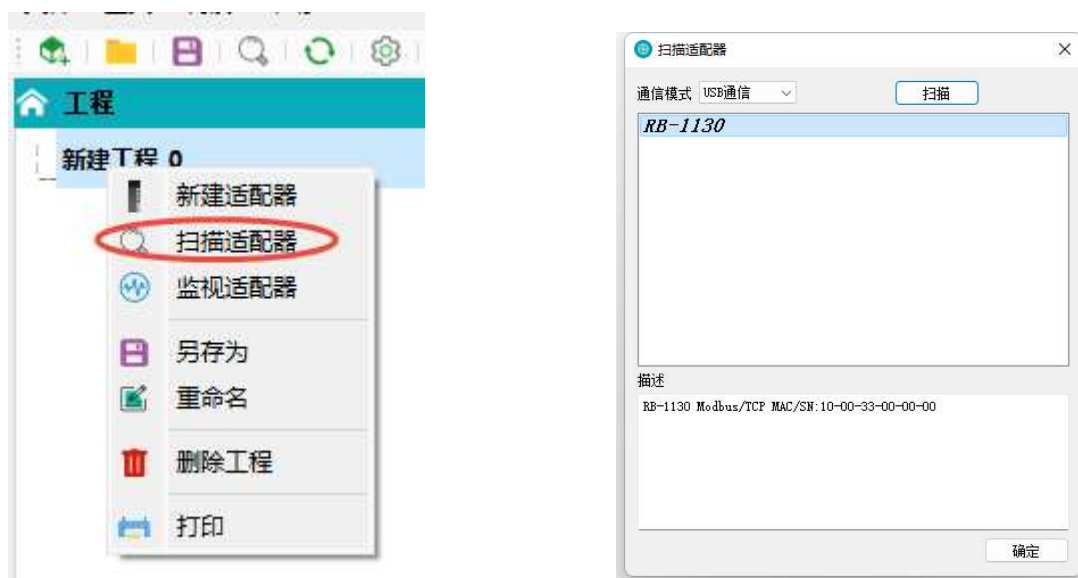 工程
新建工程 0
新建适配器
扫描适配器
监视适配器
另存为
重命名
删除工程
打印
扫描适配器
通信模式 USB通信
扫描
RB-1130
描述
RB-1130 Modbus/TCP MAC/SN:10-00-33-00-00-00
确定